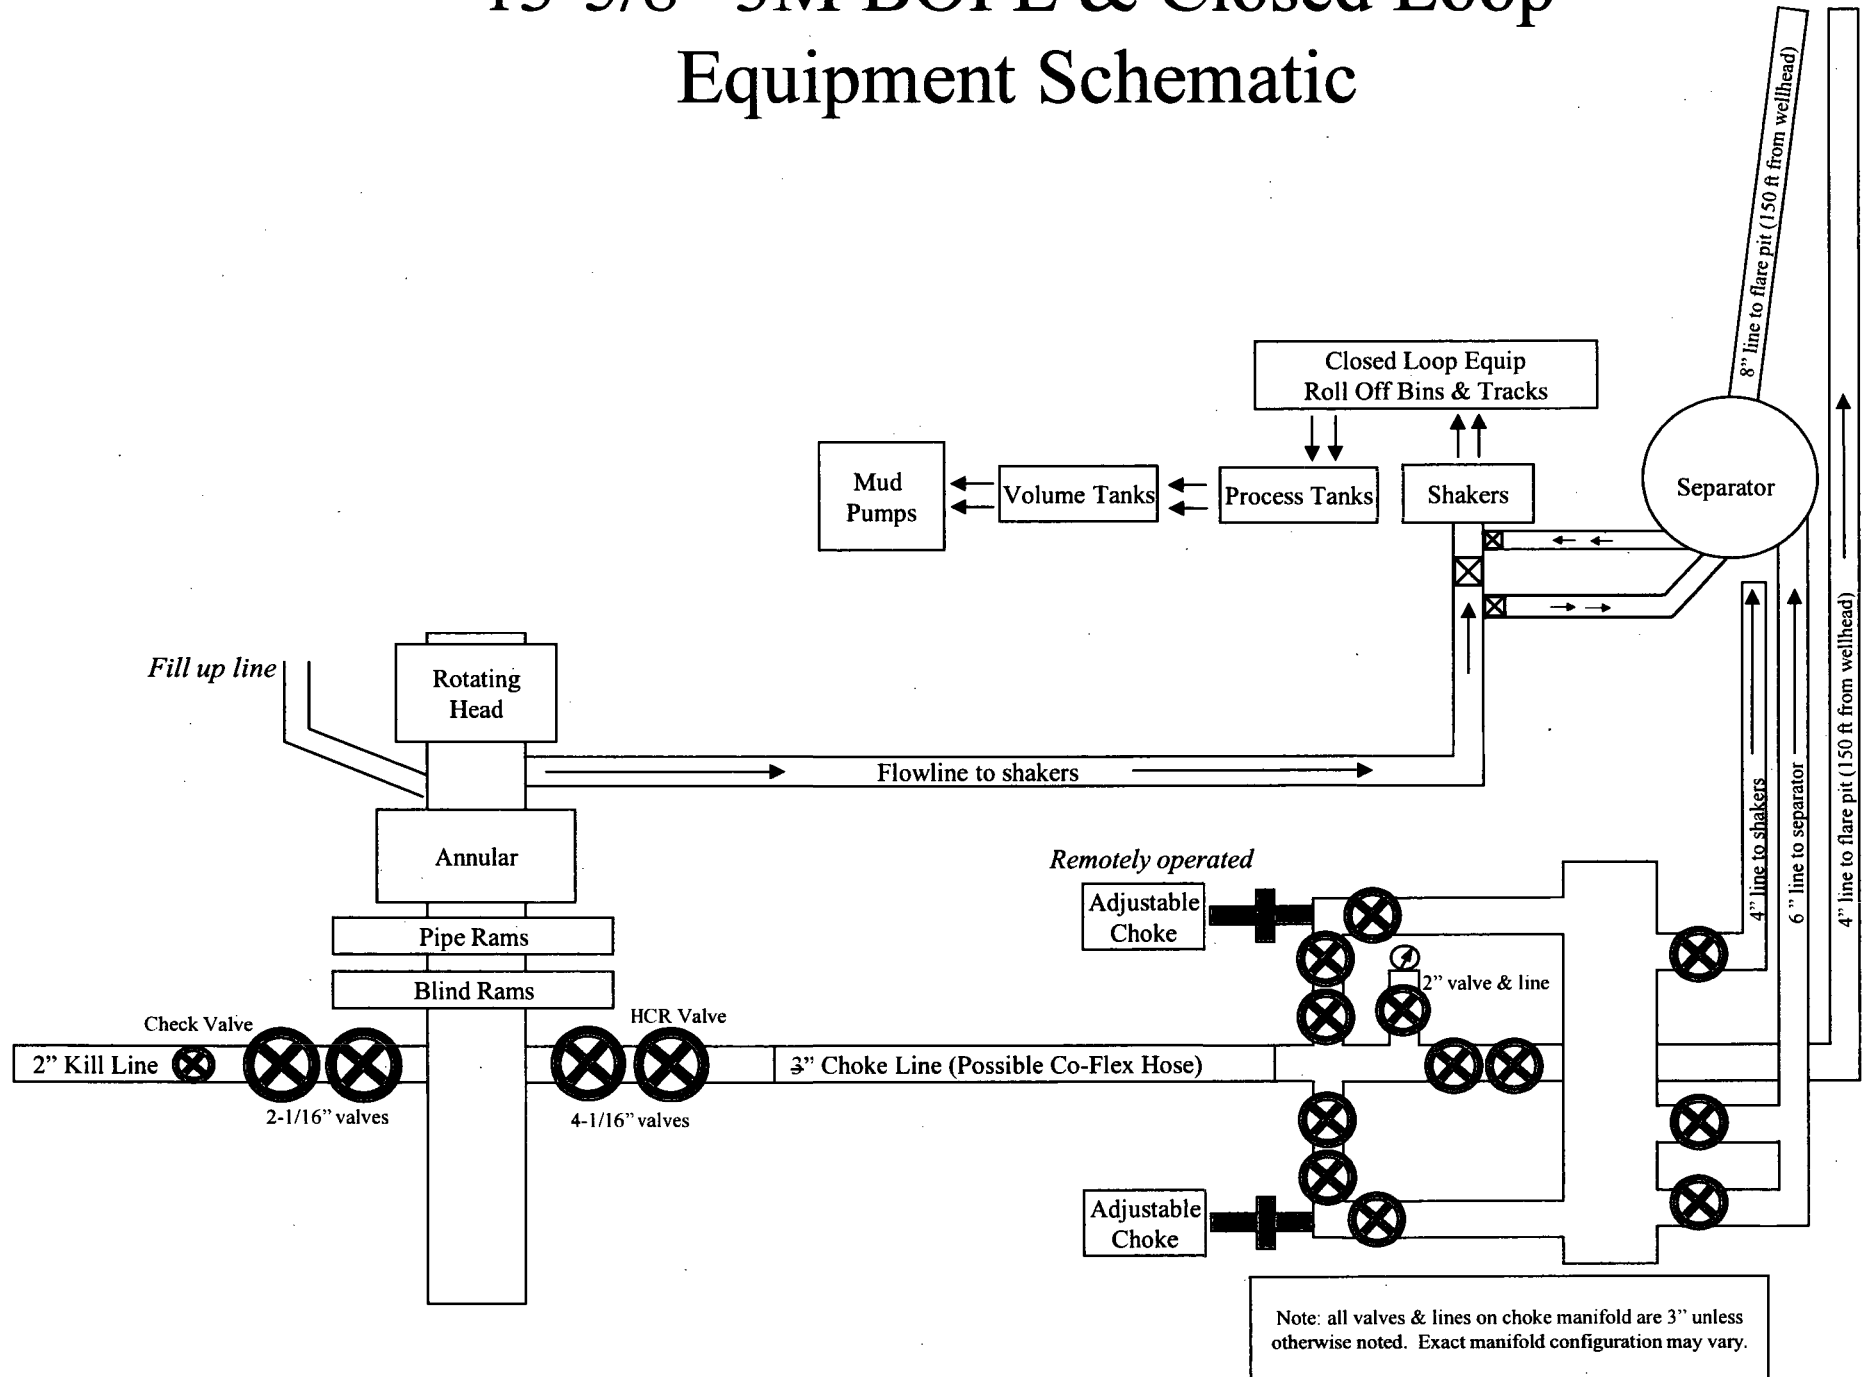 Equipment Schematic
8” line to flare pit (150 ft from wellhead)
Closed Loop Equip
Roll Off Bins & Tracks
Mud
Pumps
Volume Tanks
Process Tanks
Shakers
Separator
Fill up line
Rotating
Head
Flowline to shakers
Annular
Pipe Rams
Blind Rams
Check Valve
HCR Valve
2” Kill Line
3” Choke Line (Possible Co-Flex Hose)
2-1/16” valves
4-1/16” valves
Remotely operated
Adjustable
Choke
2” valve & line
Adjustable
Choke
4” line to shakers
6 ” line to separator
4” line to flare pit (150 ft from wellhead)
Note: all valves & lines on choke manifold are 3” unless
otherwise noted.  Exact manifold configuration may vary.